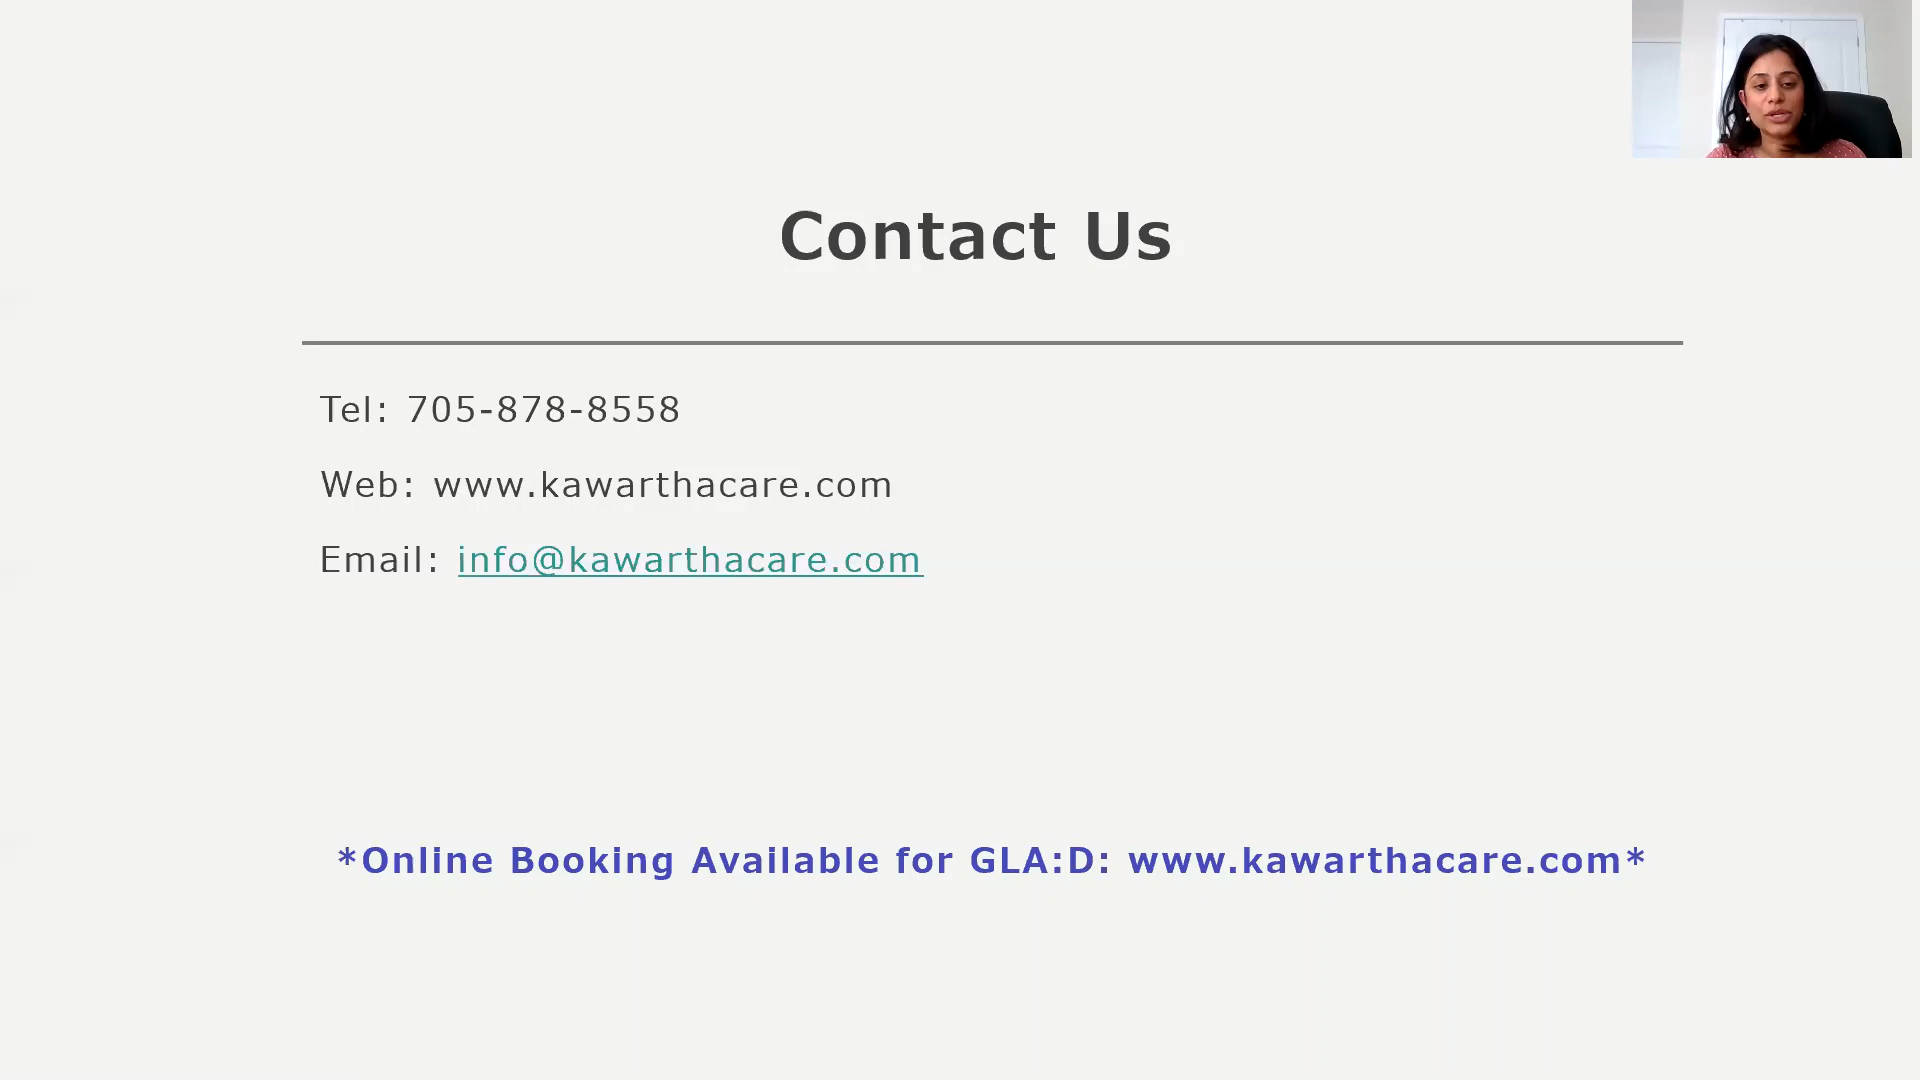 Contact Us
Tel: 705-878-8558
Web: www.kawarthacare.com
Email: info@kawarthacare.com
*Online Booking Available for GLA:D: www.kawarthacare.com*